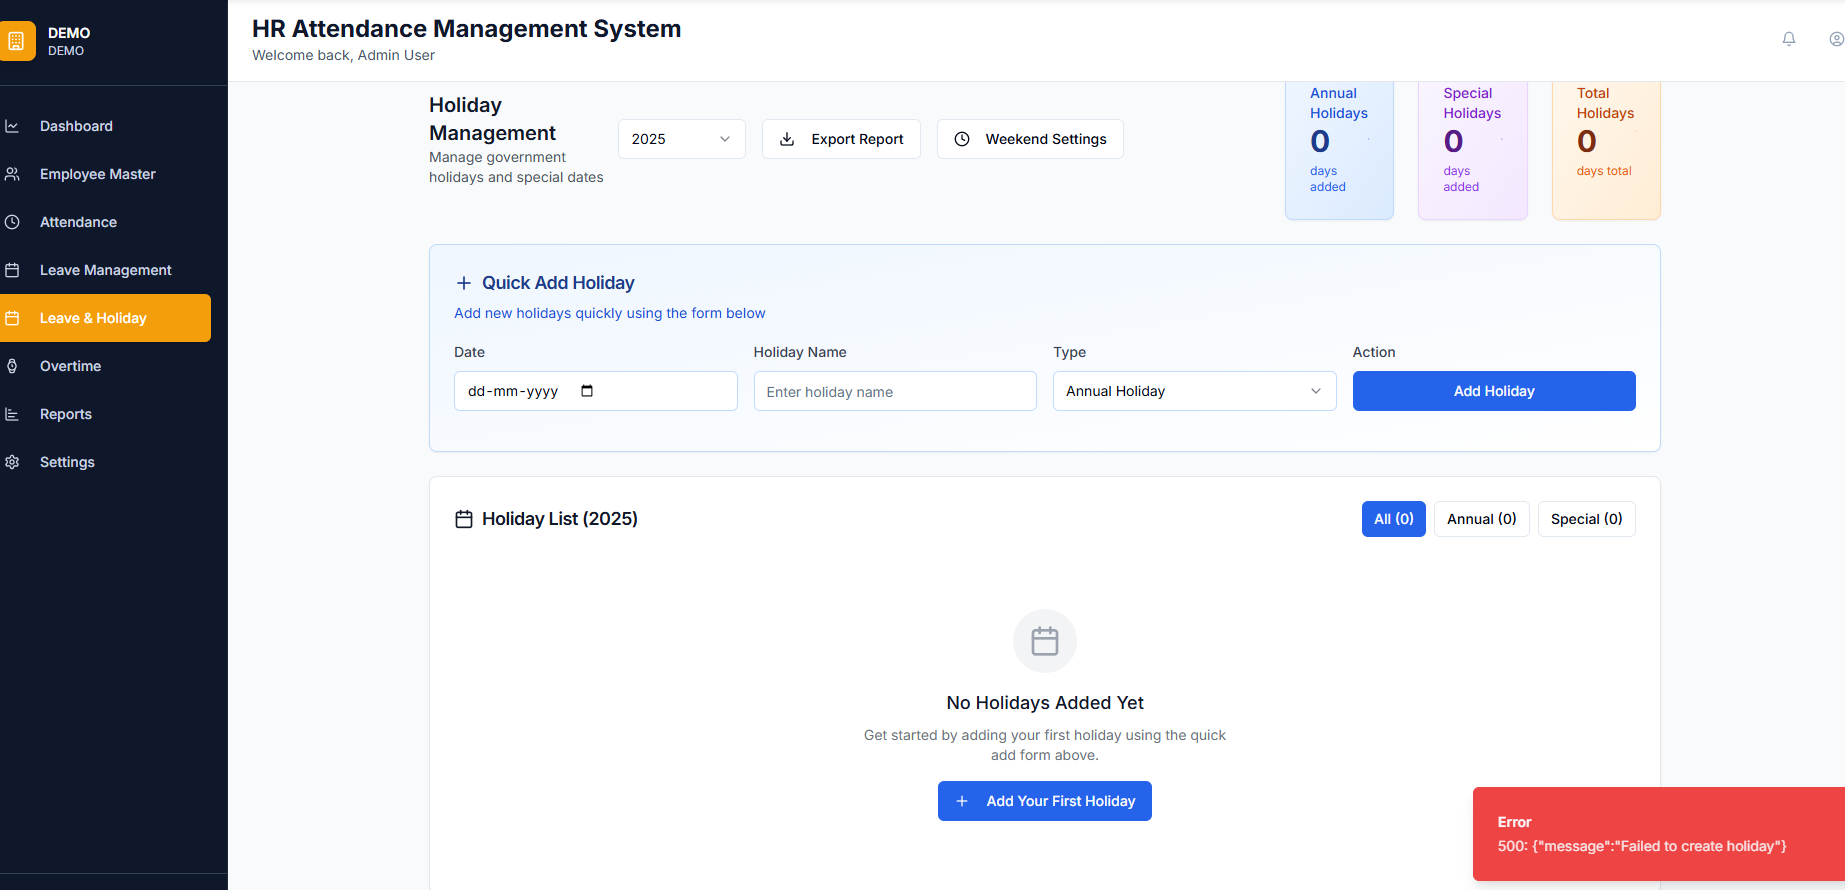 DEMO
DEMO
Dashboard
Employee Master
Attendance
Leave Management
Leave & Holiday
Overtime
Reports
Settings
HR Attendance Management System
Welcome back, Admin User
Holiday
Management
Manage government
holidays and special dates
2025
Export Report
Weekend Settings
Annual
Holidays
0
days
added
Special
Holidays
0
days
added
Total
Holidays
0
days total
Quick Add Holiday
Add new holidays quickly using the form below
Date
Holiday Name
Type
Action
dd-mm-yyyy
Enter holiday name
Annual Holiday
Add Holiday
Holiday List (2025)
All (0)
Annual (0)
Special (0)
No Holidays Added Yet
Get started by adding your first holiday using the quick
add form above.
Add Your First Holiday
Error
500: {"message":"Failed to create holiday"}